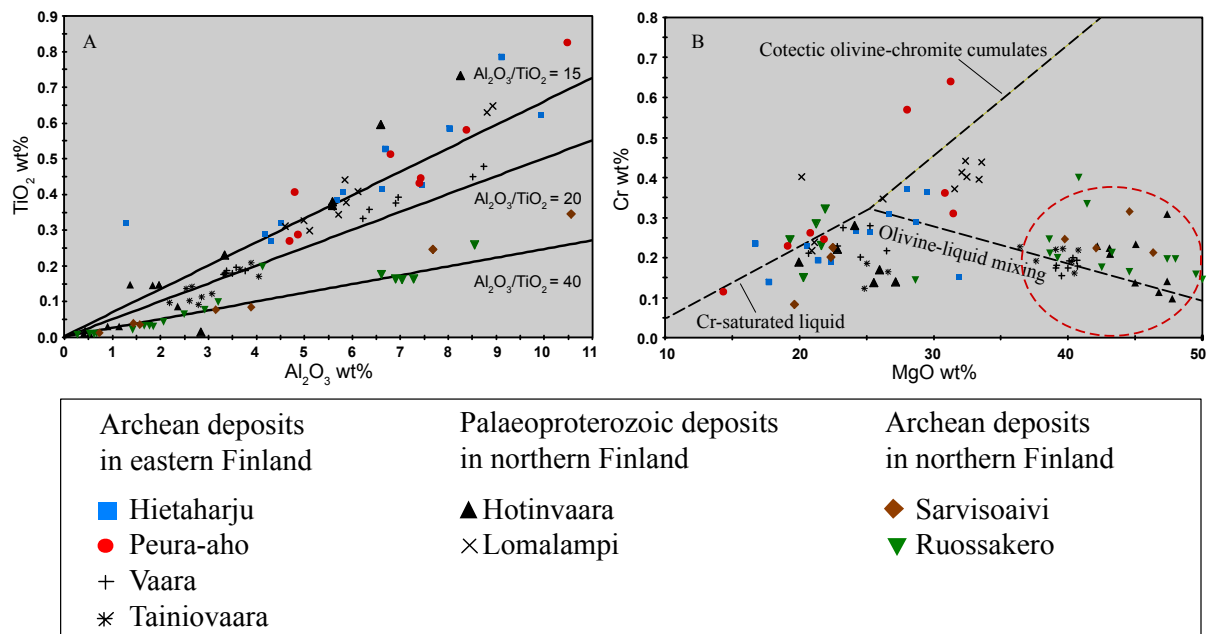 A
0.9
0.8
0.7
0.6
0.5
0.4
0.3
0.2
0.1
0.0
TiO₂ wt%
0 1 2 3 4 5 6 7 8 9 10 11
Al₂O₃ wt%
Al₂O₃/TiO₂ = 15
Al₂O₃/TiO₂ = 20
Al₂O₃/TiO₂ = 40
B
0.8
0.7
0.6
0.5
0.4
0.3
0.2
0.1
0.0
Cr wt%
10 20 30 40 50
MgO wt%
Cotectic olivine-chromite cumulates
Olivine-liquid mixing
Cr-saturated liquid
Archean deposits
in eastern Finland
Hietaharju
Peura-aho
Vaara
Tainiovaara
Palaeoproterozoic deposits
in northern Finland
Hotinvaara
Lomalampi
Archean deposits
in northern Finland
Sarvisoaivi
Ruossakero